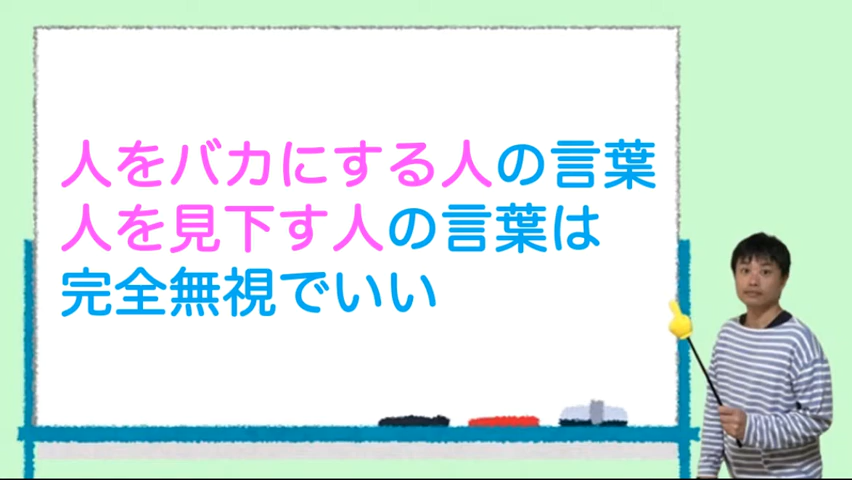 人をバカにする人の言葉
人を見下す人の言葉は
完全無視でいい